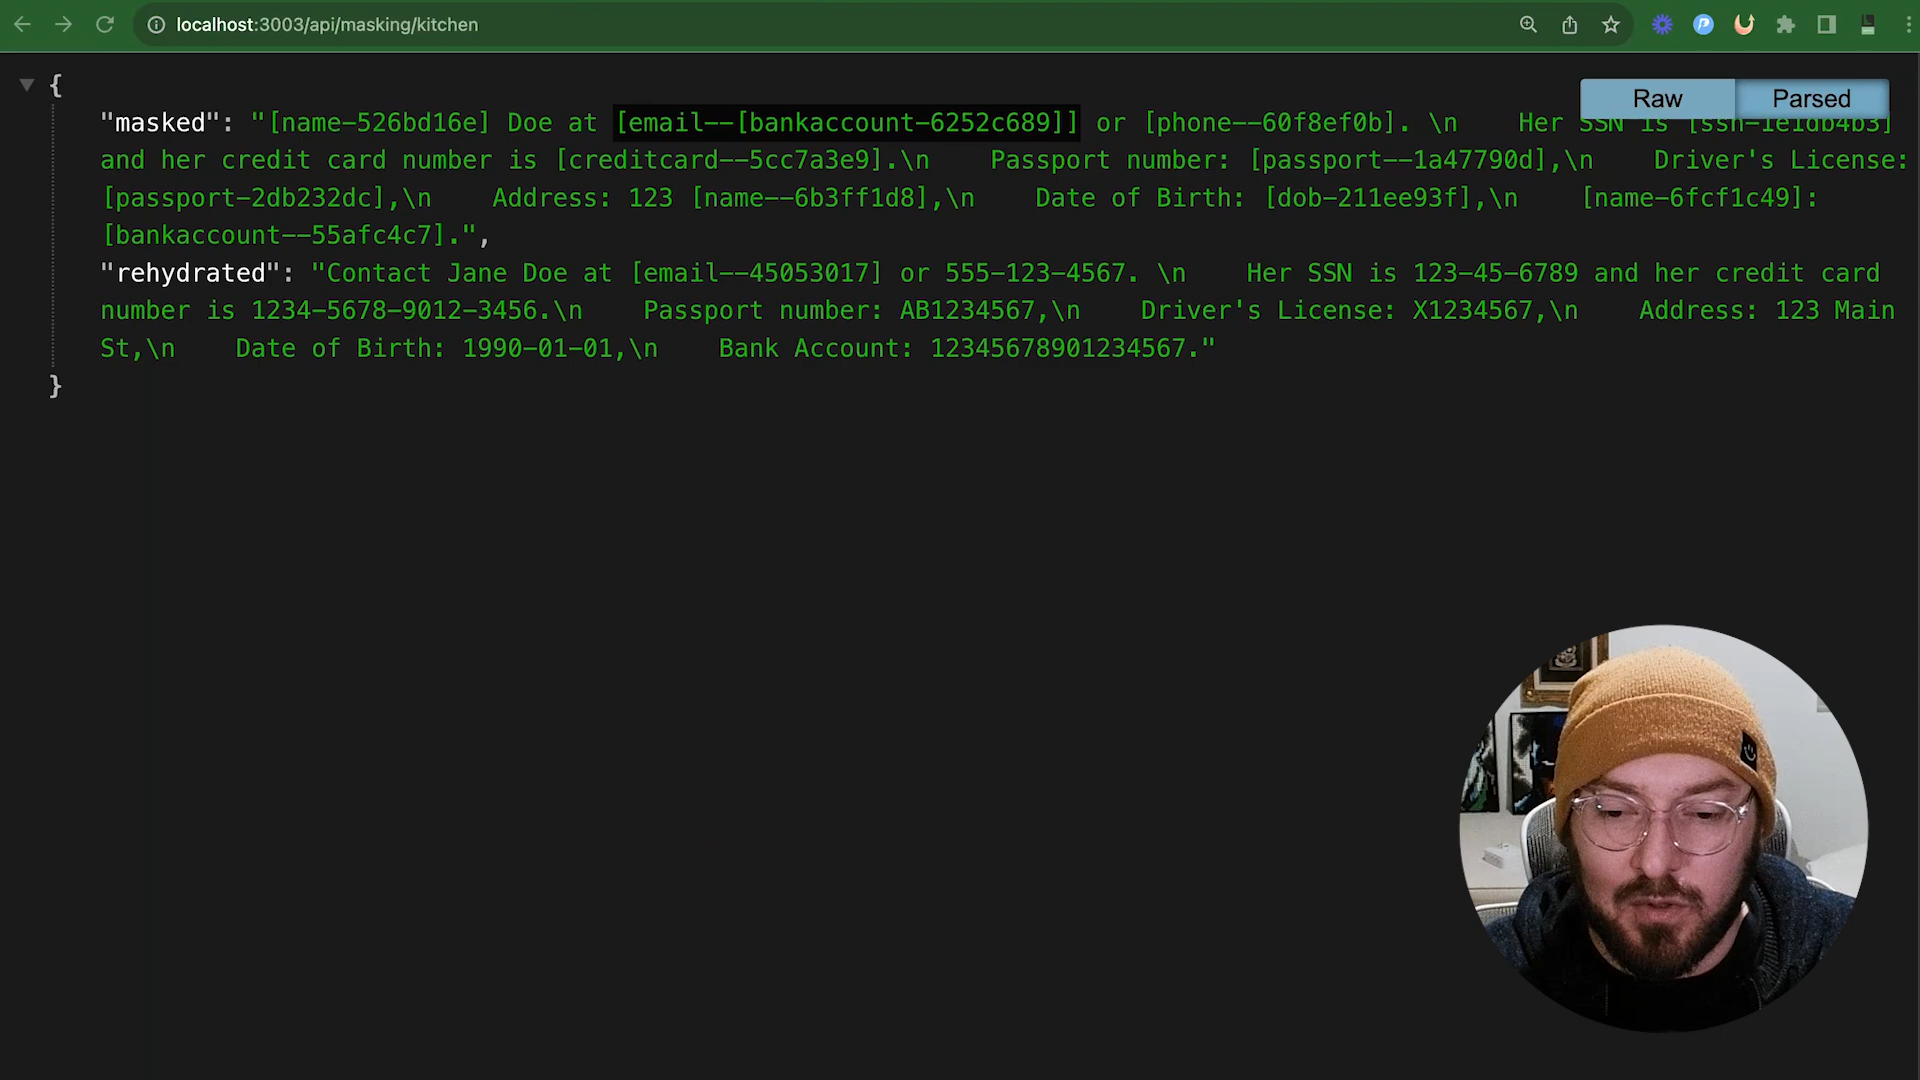 localhost:3003/api/masking/kitchen
{
Raw Parsed
"masked": "[name-526bd16e] Doe at [email--[bankaccount-6252c689]] or [phone--60f8ef0b]. \n Her SSN is [ssn-1e1db4b3]
and her credit card number is [creditcard--5cc7a3e9].\n Passport number: [passport--1a47790d],\n Driver's License:
[passport-2db232dc],\n Address: 123 [name--6b3ff1d8],\n Date of Birth: [dob-211ee93f],\n [name-6fcf1c49]:
[bankaccount--55afc4c7].",
"rehydrated": "Contact Jane Doe at [email--45053017] or 555-123-4567. \n Her SSN is 123-45-6789 and her credit card
number is 1234-5678-9012-3456.\n Passport number: AB1234567,\n Driver's License: X1234567,\n Address: 123 Main
St,\n Date of Birth: 1990-01-01,\n Bank Account: 12345678901234567."
}